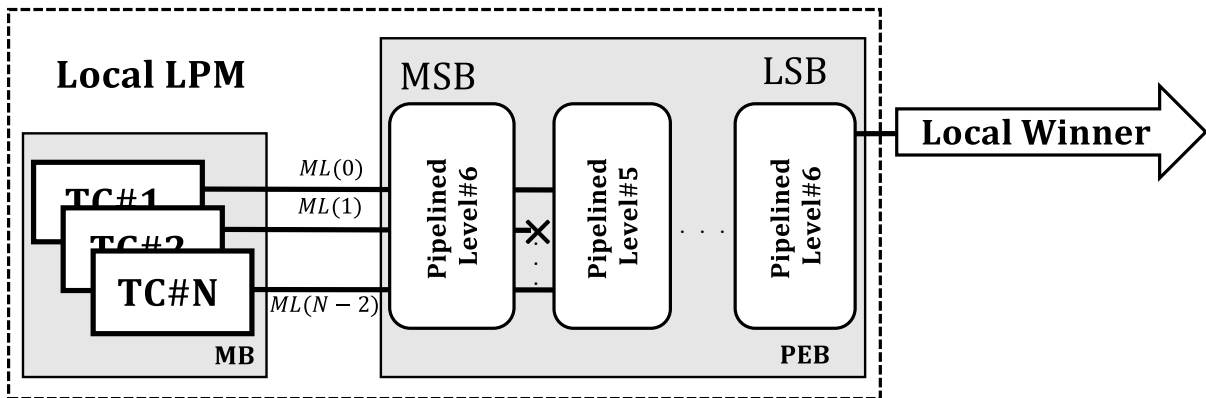 Local LPM
MSB
LSB
Local Winner
TC#1
TC#2
TC#N
MB
ML(0)
ML(1)
ML(N − 2)
Pipelined
Level#6
Pipelined
Level#5
. . . .
Pipelined
Level#6
PEB